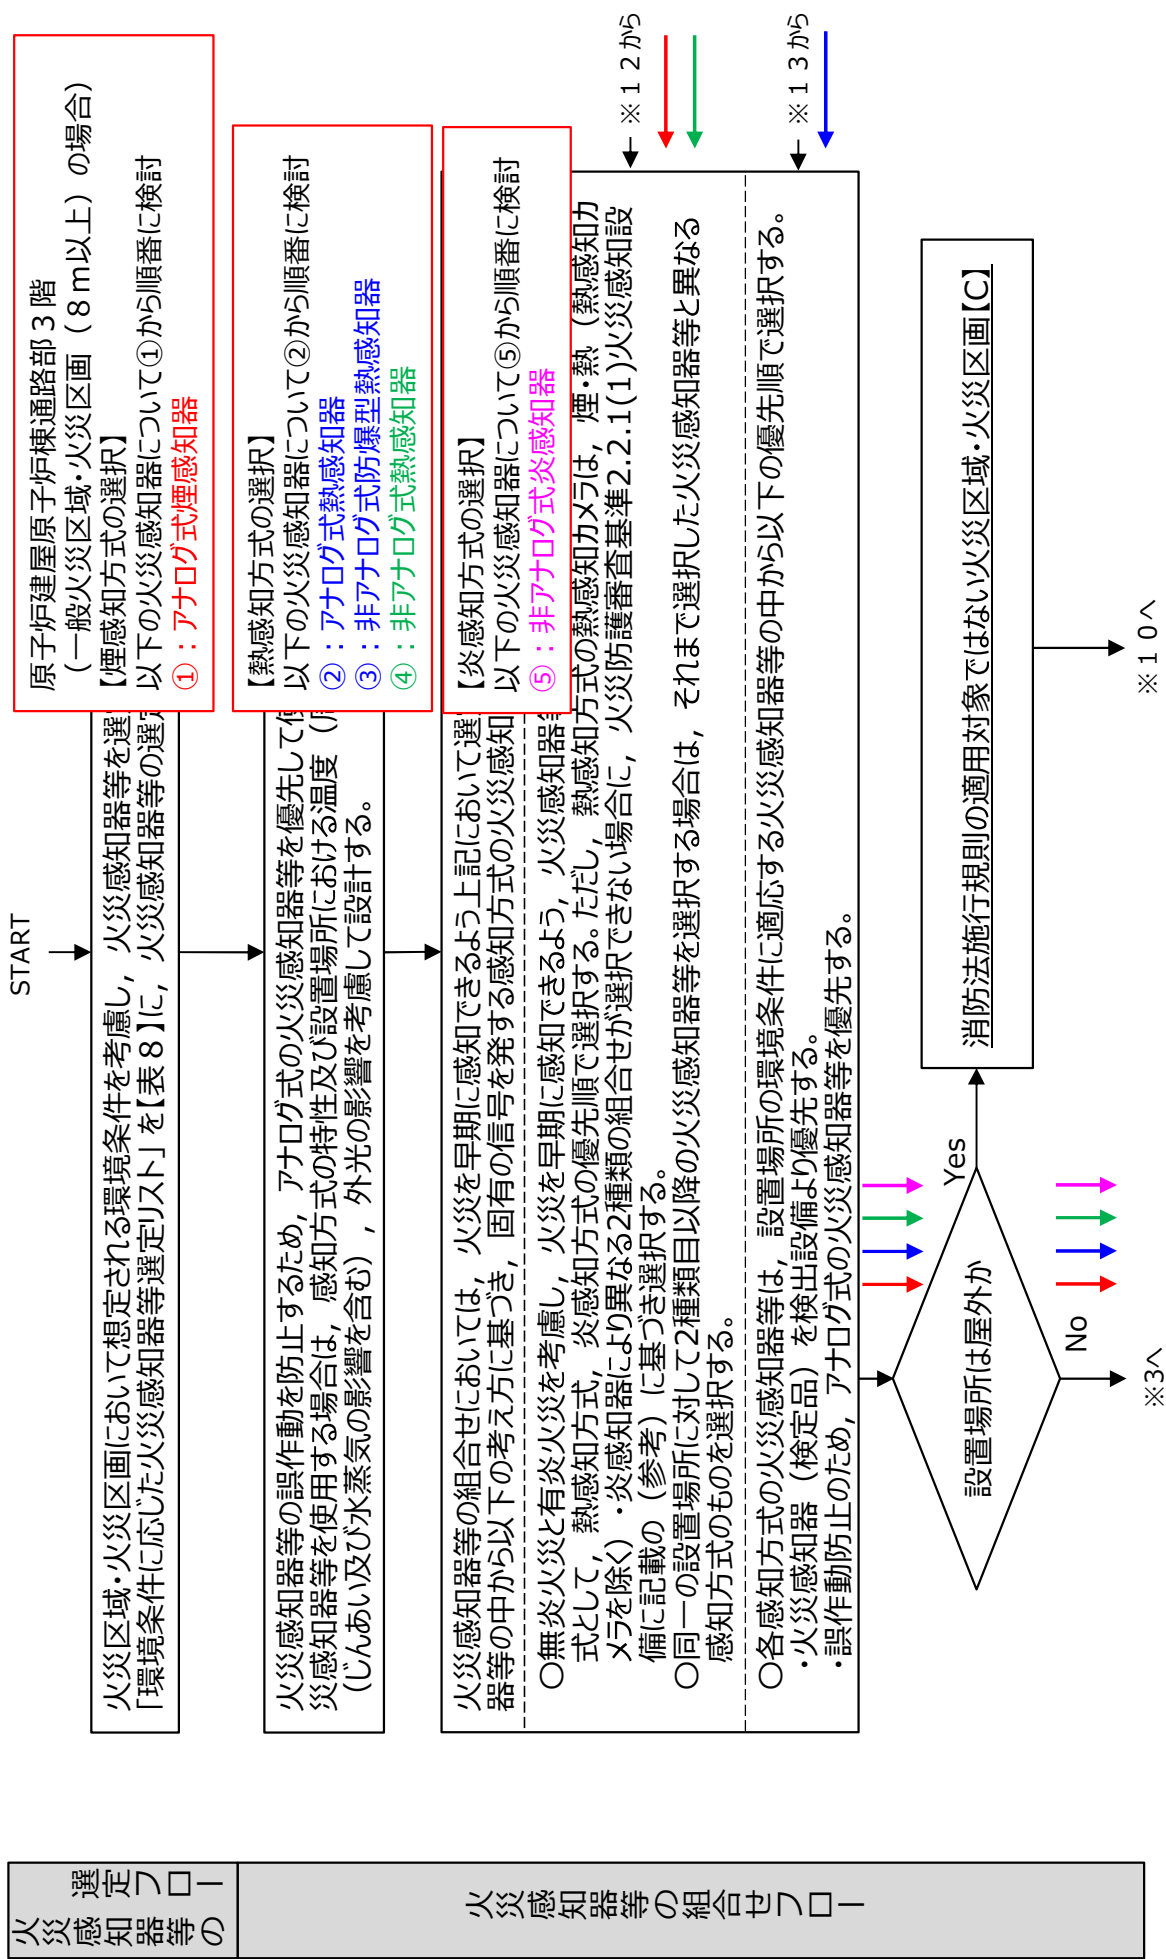 火災感知器等の
選定フロー
火災感知器等の組合せフロー
START
火災区域・火災区画において想定される環境条件を考慮し，火災感知器等を選
「環境条件に応じた火災感知器等選定リスト」を【表８】に，火災感知器等の選定
原子炉建屋原子炉棟通路部３階
（一般火災区域・火災区画（８ｍ以上）の場合）
【煙感知方式の選択】
以下の火災感知器について①から順番に検討
①：アナログ式煙感知器
火災感知器等の誤作動を防止するため，アナログ式の火災感知器等を優先して使
災感知器等を使用する場合は，感知方式の特性及び設置場所における温度（周
（じんあい及び水蒸気の影響を含む），外光の影響を考慮して設計する。
【熱感知方式の選択】
以下の火災感知器について②から順番に検討
②：アナログ式熱感知器
③：非アナログ式防爆型熱感知器
④：非アナログ式熱感知器
火災感知器等の組合せにおいては，火災を早期に感知できるよう上記において選
器等の中から以下の考え方に基づき，固有の信号を発する感知方式の火災感知
【炎感知方式の選択】
以下の火災感知器について⑤から順番に検討
⑤：非アナログ式炎感知器
○無炎火災と有炎火災を考慮し，火災を早期に感知できるよう，火災感知器等
式として，熱感知方式，炎感知方式の優先順で選択する。ただし，熱感知方式の熱感知カメラは，煙・熱（熱感知カ
メラを除く）・炎感知器により異なる2種類の組合せが選択できない場合に，火災防護審査基準2.2.1(1)火災感知設
備に記載の（参考）に基づき選択する。
○同一の設置場所に対して2種類目以降の火災感知器等を選択する場合は，それまで選択した火災感知器等と異なる
感知方式のものを選択する。
※１２から
○各感知方式の火災感知器等は，設置場所の環境条件に適応する火災感知器等の中から以下の優先順で選択する。
・火災感知器（検定品）を検出設備より優先する。
・誤作動防止のため，アナログ式の火災感知器等を優先する。
※１３から
設置場所は屋外か
Yes
消防法施行規則の適用対象ではない火災区域・火災区画【C】
※１０へ
No
※3へ